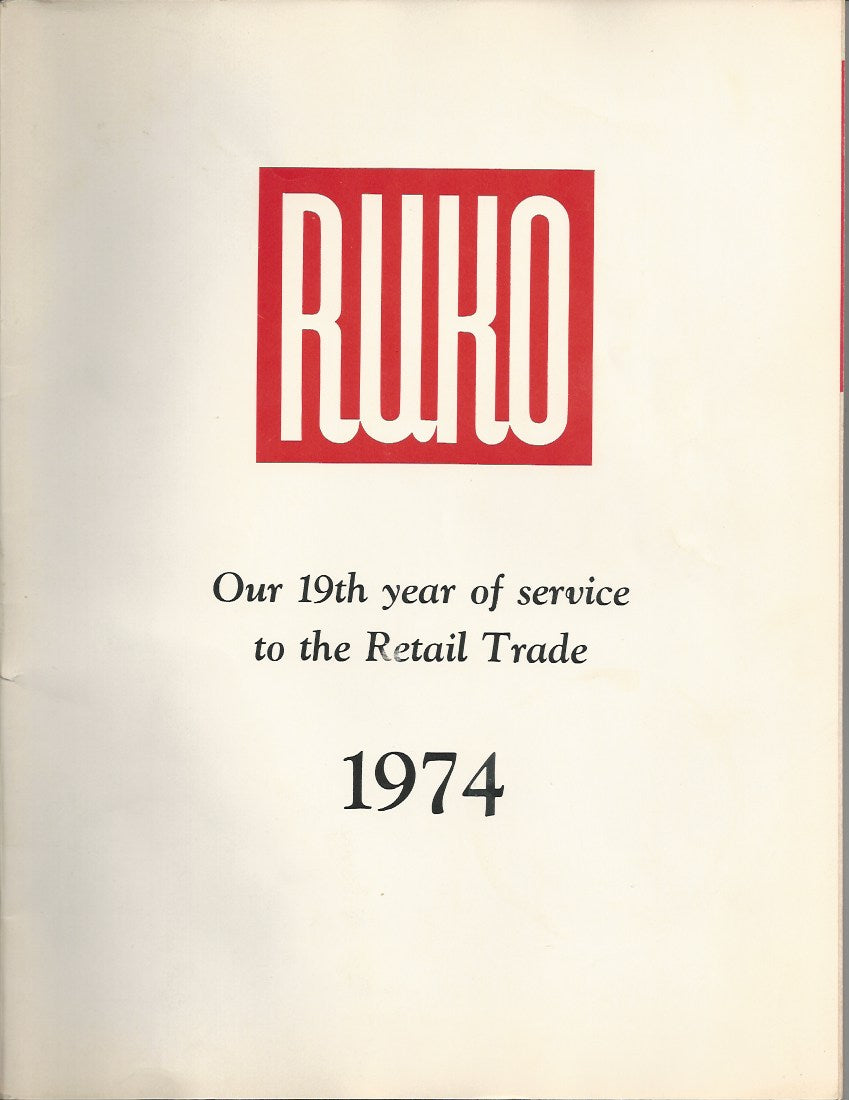 RUKO
Our 19th year of service
to the Retail Trade
1974